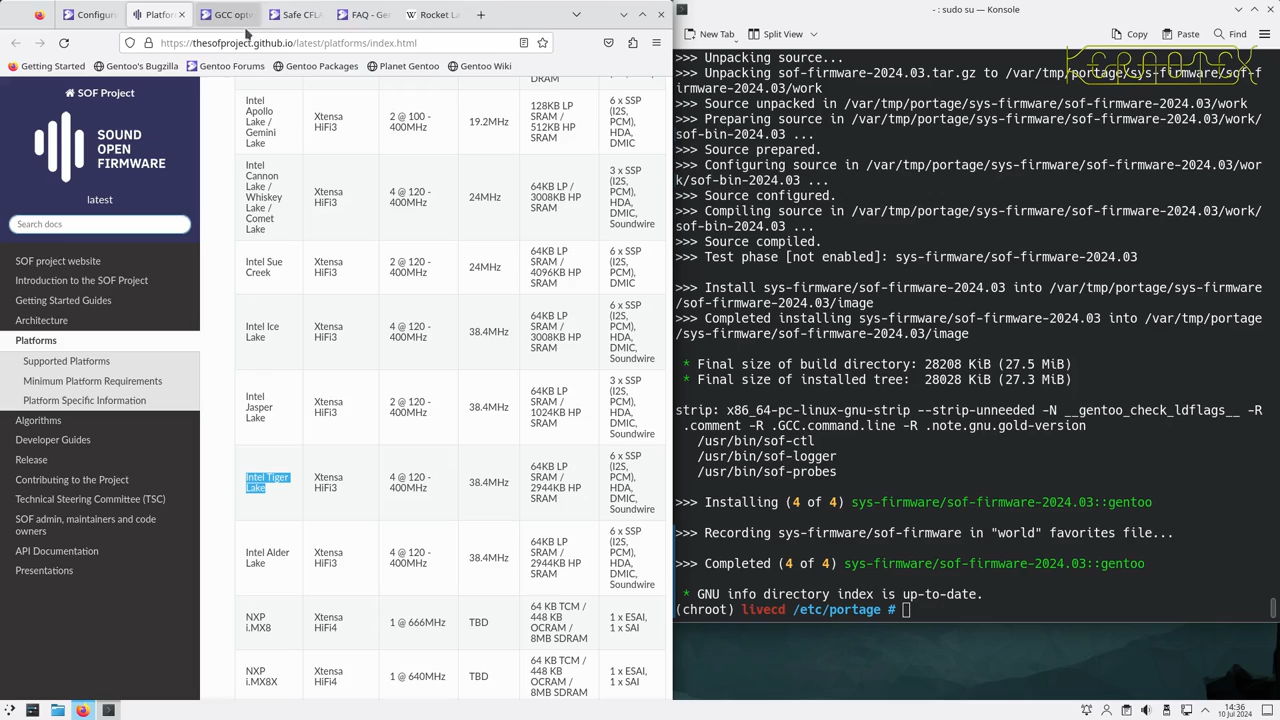 Configur
Platfor
GCC opti
Safe CFLA
FAQ - Ger
Rocket La
https://thesofproject.github.io/latest/platforms/index.html
Getting Started
Gentoo's Bugzilla
Gentoo Forums
Gentoo Packages
Planet Gentoo
Gentoo Wiki
SOF Project
SOUND
OPEN
FIRMWARE
latest
Search docs
SOF project website
Introduction to the SOF Project
Getting Started Guides
Architecture
Platforms
Supported Platforms
Minimum Platform Requirements
Platform Specific Information
Algorithms
Developer Guides
Release
Contributing to the Project
Technical Steering Committee (TSC)
SOF admin, maintainers and code
owners
API Documentation
Presentations
DRAM
Intel
Apollo
Lake /
Gemini
Lake
Xtensa
HiFi3
2 @ 100 -
400MHz
19.2MHz
128KB LP
SRAM /
512KB HP
SRAM
6 x SSP
(I2S,
PCM),
HDA,
DMIC
Intel
Cannon
Lake /
Whiskey
Lake /
Comet
Lake
Xtensa
HiFi3
4 @ 120 -
400MHz
24MHz
64KB LP /
3008KB HP
SRAM
3 x SSP
(I2S,
PCM),
HDA,
DMIC,
Soundwire
Intel Sue
Creek
Xtensa
HiFi3
2 @ 120 -
400MHz
24MHz
64KB LP
SRAM /
4096KB HP
SRAM
6 x SSP
(I2S,
PCM),
DMIC
Intel Ice
Lake
Xtensa
HiFi3
4 @ 120 -
400MHz
38.4MHz
64KB LP
SRAM /
3008KB HP
SRAM
6 x SSP
(I2S,
PCM),
HDA,
DMIC,
Soundwire
Intel
Jasper
Lake
Xtensa
HiFi3
2 @ 120 -
400MHz
38.4MHz
64KB LP
SRAM /
1024KB HP
SRAM
3 x SSP
(I2S,
PCM),
HDA,
DMIC,
Soundwire
Intel Tiger
Lake
Xtensa
HiFi3
4 @ 120 -
400MHz
38.4MHz
64KB LP
SRAM /
2944KB HP
SRAM
6 x SSP
(I2S,
PCM),
HDA,
DMIC,
Soundwire
Intel Alder
Lake
Xtensa
HiFi3
4 @ 120 -
400MHz
38.4MHz
64KB LP
SRAM /
2944KB HP
SRAM
6 x SSP
(I2S,
PCM),
HDA,
DMIC,
Soundwire
NXP
i.MX8
Xtensa
HiFi4
1 @ 666MHz
TBD
64 KB TCM /
448 KB
OCRAM /
8MB SDRAM
1 x ESAI,
1 x SAI
NXP
i.MX8X
Xtensa
HiFi4
1 @ 640MHz
TBD
64 KB TCM /
448 KB
OCRAM /
8MB SDRAM
1 x ESAI,
1 x SAI
- : sudo su — Konsole
New Tab
Split View
Copy
Paste
Find
>>> Unpacking source...
>>> Unpacking sof-firmware-2024.03.tar.gz to /var/tmp/portage/sys-firmware/sof-f
irmware-2024.03/work
>>> Source unpacked in /var/tmp/portage/sys-firmware/sof-firmware-2024.03/work
>>> Preparing source in /var/tmp/portage/sys-firmware/sof-firmware-2024.03/work/
sof-bin-2024.03 ...
>>> Source prepared.
>>> Configuring source in /var/tmp/portage/sys-firmware/sof-firmware-2024.03/wor
k/sof-bin-2024.03 ...
>>> Source configured.
>>> Compiling source in /var/tmp/portage/sys-firmware/sof-firmware-2024.03/work/
sof-bin-2024.03 ...
>>> Source compiled.
>>> Test phase [not enabled]: sys-firmware/sof-firmware-2024.03
>>> Install sys-firmware/sof-firmware-2024.03 into /var/tmp/portage/sys-firmware
/sof-firmware-2024.03/image
>>> Completed installing sys-firmware/sof-firmware-2024.03 into /var/tmp/portage
/sys-firmware/sof-firmware-2024.03/image
* Final size of build directory: 28208 KiB (27.5 MiB)
* Final size of installed tree:  28028 KiB (27.3 MiB)
strip: x86_64-pc-linux-gnu-strip --strip-unneeded -N __gentoo_check_ldflags__ -R
.comment -R .GCC.command.line -R .note.gnu.gold-version
/usr/bin/sof-ctl
/usr/bin/sof-logger
/usr/bin/sof-probes
>>> Installing (4 of 4) sys-firmware/sof-firmware-2024.03::gentoo
>>> Recording sys-firmware/sof-firmware in "world" favorites file...
>>> Completed (4 of 4) sys-firmware/sof-firmware-2024.03::gentoo
* GNU info directory index is up-to-date.
(chroot) livecd /etc/portage #
14:36
10 Jul 2024